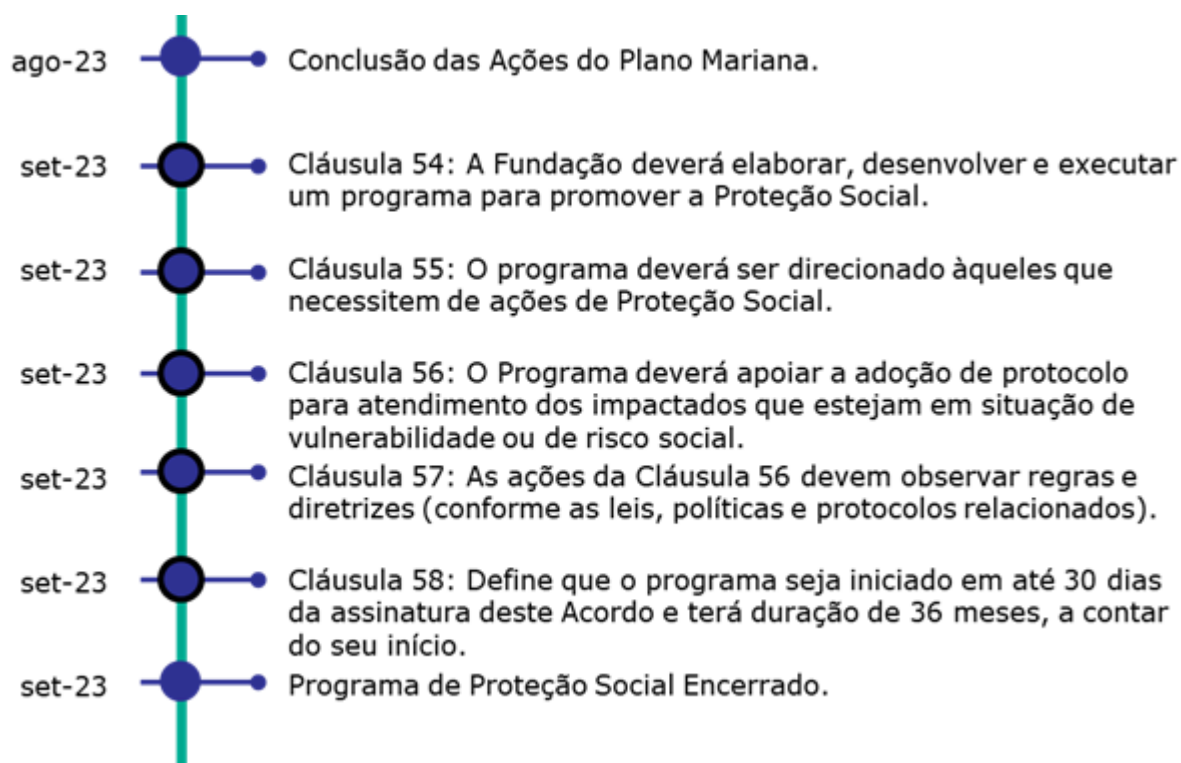 ago-23 Conclusão das Ações do Plano Mariana.
set-23 Cláusula 54: A Fundação deverá elaborar, desenvolver e executar
um programa para promover a Proteção Social.
set-23 Cláusula 55: O programa deverá ser direcionado àqueles que
necessitem de ações de Proteção Social.
set-23 Cláusula 56: O Programa deverá apoiar a adoção de protocolo
para atendimento dos impactados que estejam em situação de
vulnerabilidade ou de risco social.
set-23 Cláusula 57: As ações da Cláusula 56 devem observar regras e
diretrizes (conforme as leis, políticas e protocolos relacionados).
set-23 Cláusula 58: Define que o programa seja iniciado em até 30 dias
da assinatura deste Acordo e terá duração de 36 meses, a contar
do seu início.
set-23 Programa de Proteção Social Encerrado.